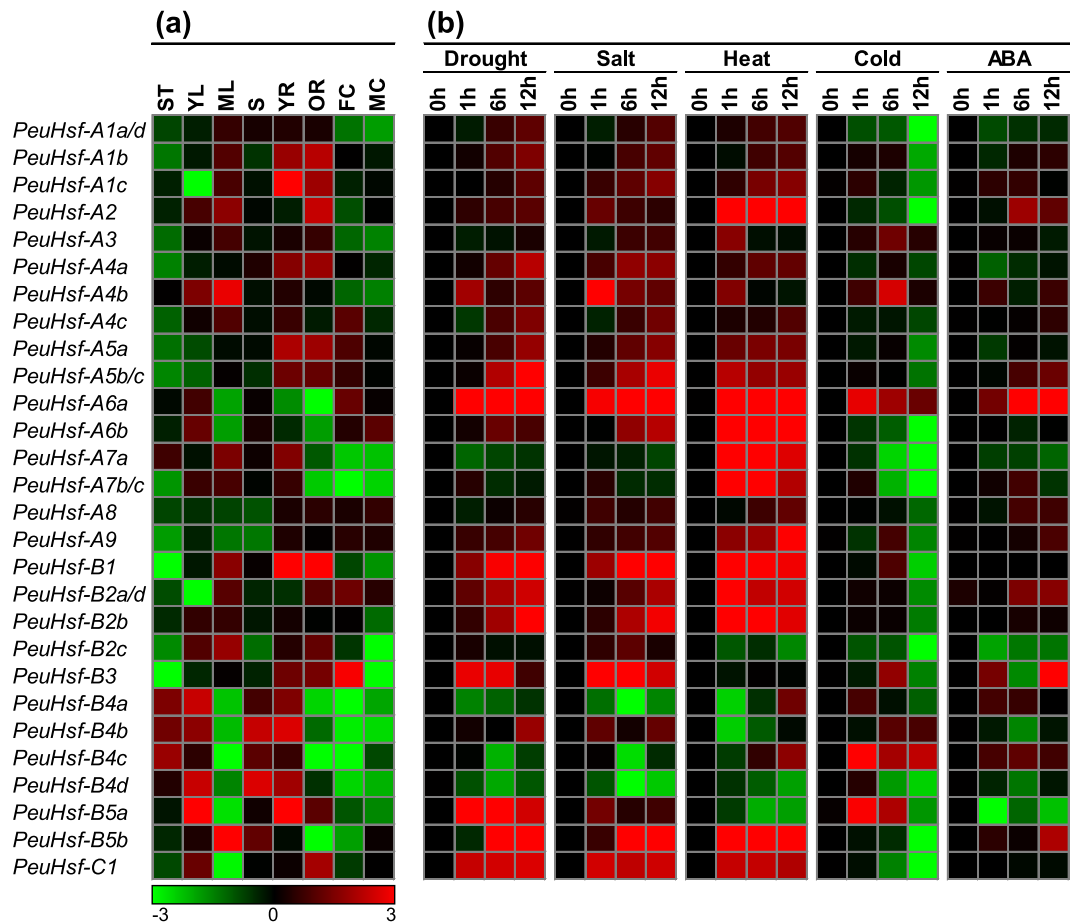 (a) (b)
Drought Salt Heat Cold ABA
ST YL ML S YR OR FC MC 0h 1h 6h 12h 0h 1h 6h 12h 0h 1h 6h 12h 0h 1h 6h 12h 0h 1h 6h 12h
PeuHsf-A1a/d
PeuHsf-A1b
PeuHsf-A1c
PeuHsf-A2
PeuHsf-A3
PeuHsf-A4a
PeuHsf-A4b
PeuHsf-A4c
PeuHsf-A5a
PeuHsf-A5b/c
PeuHsf-A6a
PeuHsf-A6b
PeuHsf-A7a
PeuHsf-A7b/c
PeuHsf-A8
PeuHsf-A9
PeuHsf-B1
PeuHsf-B2a/d
PeuHsf-B2b
PeuHsf-B2c
PeuHsf-B3
PeuHsf-B4a
PeuHsf-B4b
PeuHsf-B4c
PeuHsf-B4d
PeuHsf-B5a
PeuHsf-B5b
PeuHsf-C1
-3 0 3